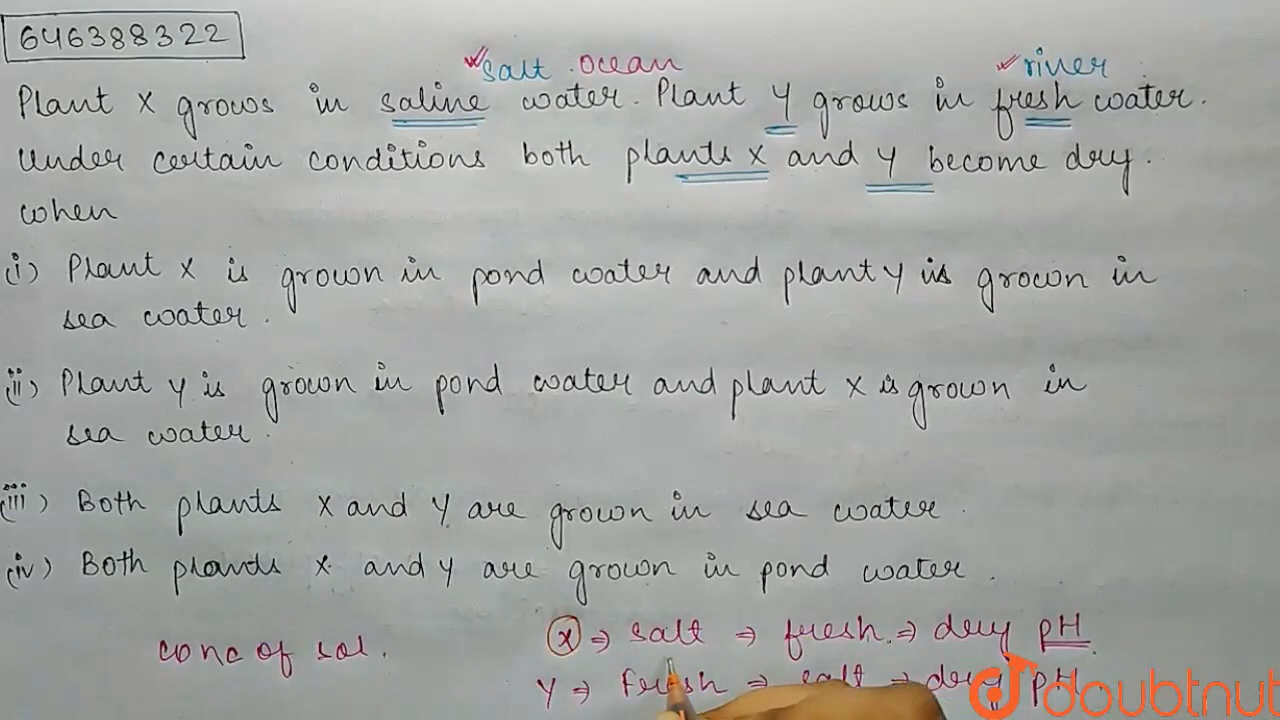 646388322
salt ocean river
Plant X grows in saline water. Plant Y grows in fresh water.
Under certain conditions both plants X and Y become dry.
when
(i) Plant X is grown in pond water and plant Y is grown in
sea water.
(ii) Plant Y is grown in pond water and plant X is grown in
sea water.
(iii) Both plants X and Y are grown in sea water.
(iv) Both plants X and Y are grown in pond water.
conc of sol.
X ⇒ salt ⇒ fresh ⇒ dry pH
Y ⇒ Fresh ⇒ salt ⇒ dry pH
doubtnut